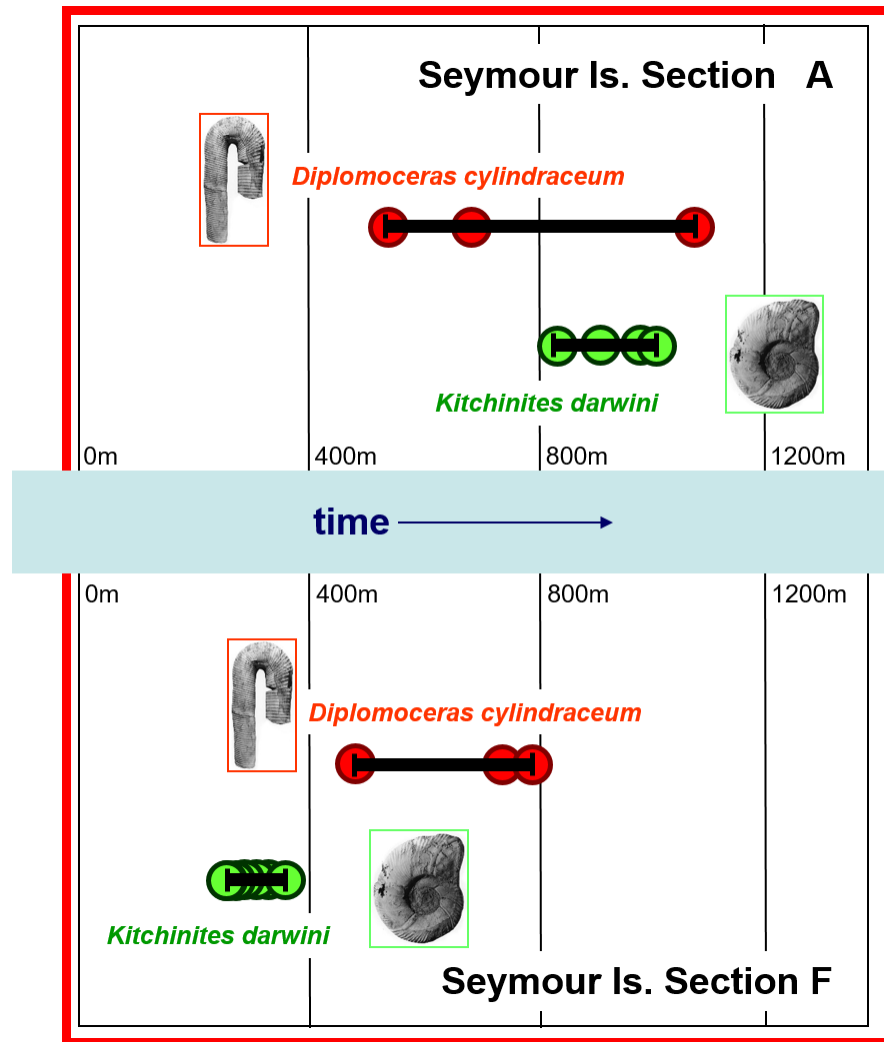 Seymour Is. Section A
Diplomoceras cylindraceum
Kitchinites darwini
0m 400m 800m 1200m
time
0m 400m 800m 1200m
Diplomoceras cylindraceum
Kitchinites darwini
Seymour Is. Section F